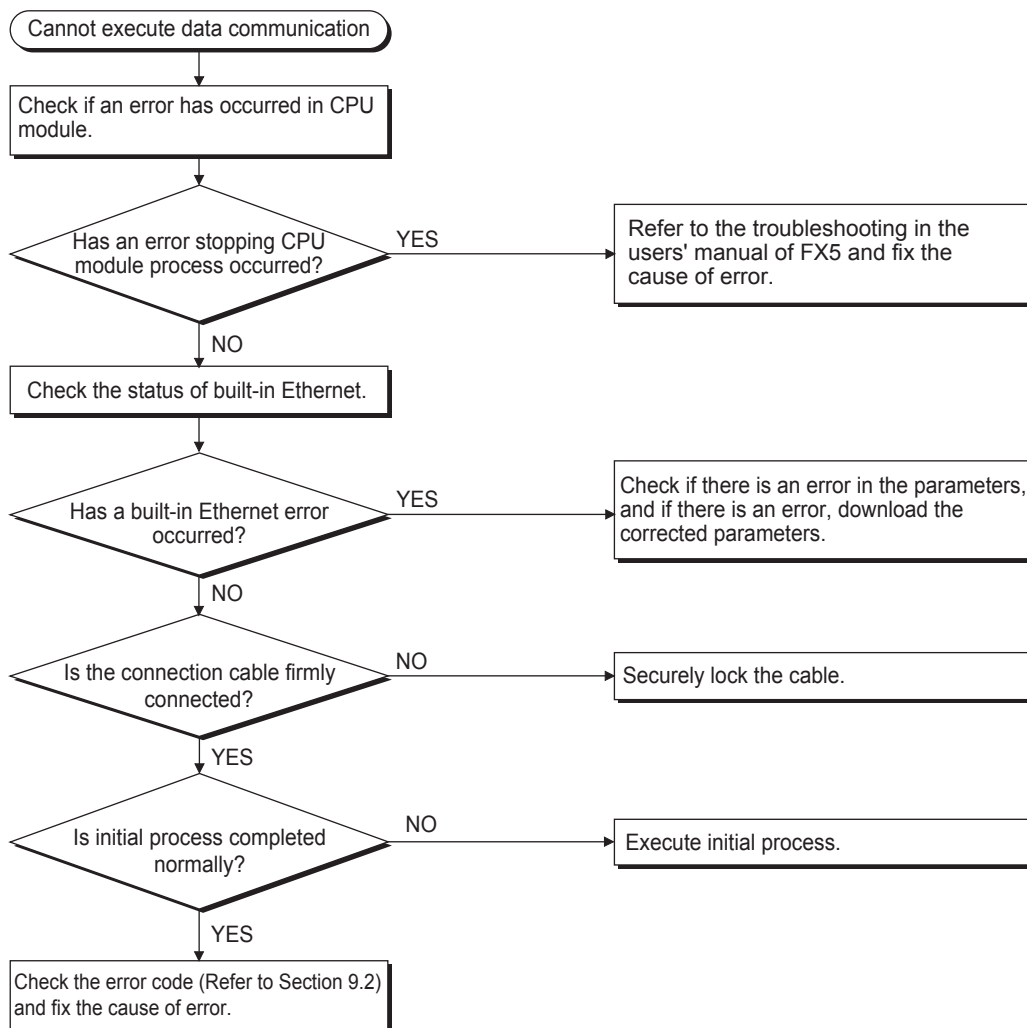 Cannot execute data communication
Check if an error has occurred in CPU
module.
Has an error stopping CPU
module process occurred?
YES
Refer to the troubleshooting in the
users' manual of FX5 and fix the
cause of error.
NO
Check the status of built-in Ethernet.
Has a built-in Ethernet error
occurred?
YES
Check if there is an error in the parameters,
and if there is an error, download the
corrected parameters.
NO
Is the connection cable firmly
connected?
NO
Securely lock the cable.
YES
Is initial process completed
normally?
NO
Execute initial process.
YES
Check the error code (Refer to Section 9.2)
and fix the cause of error.